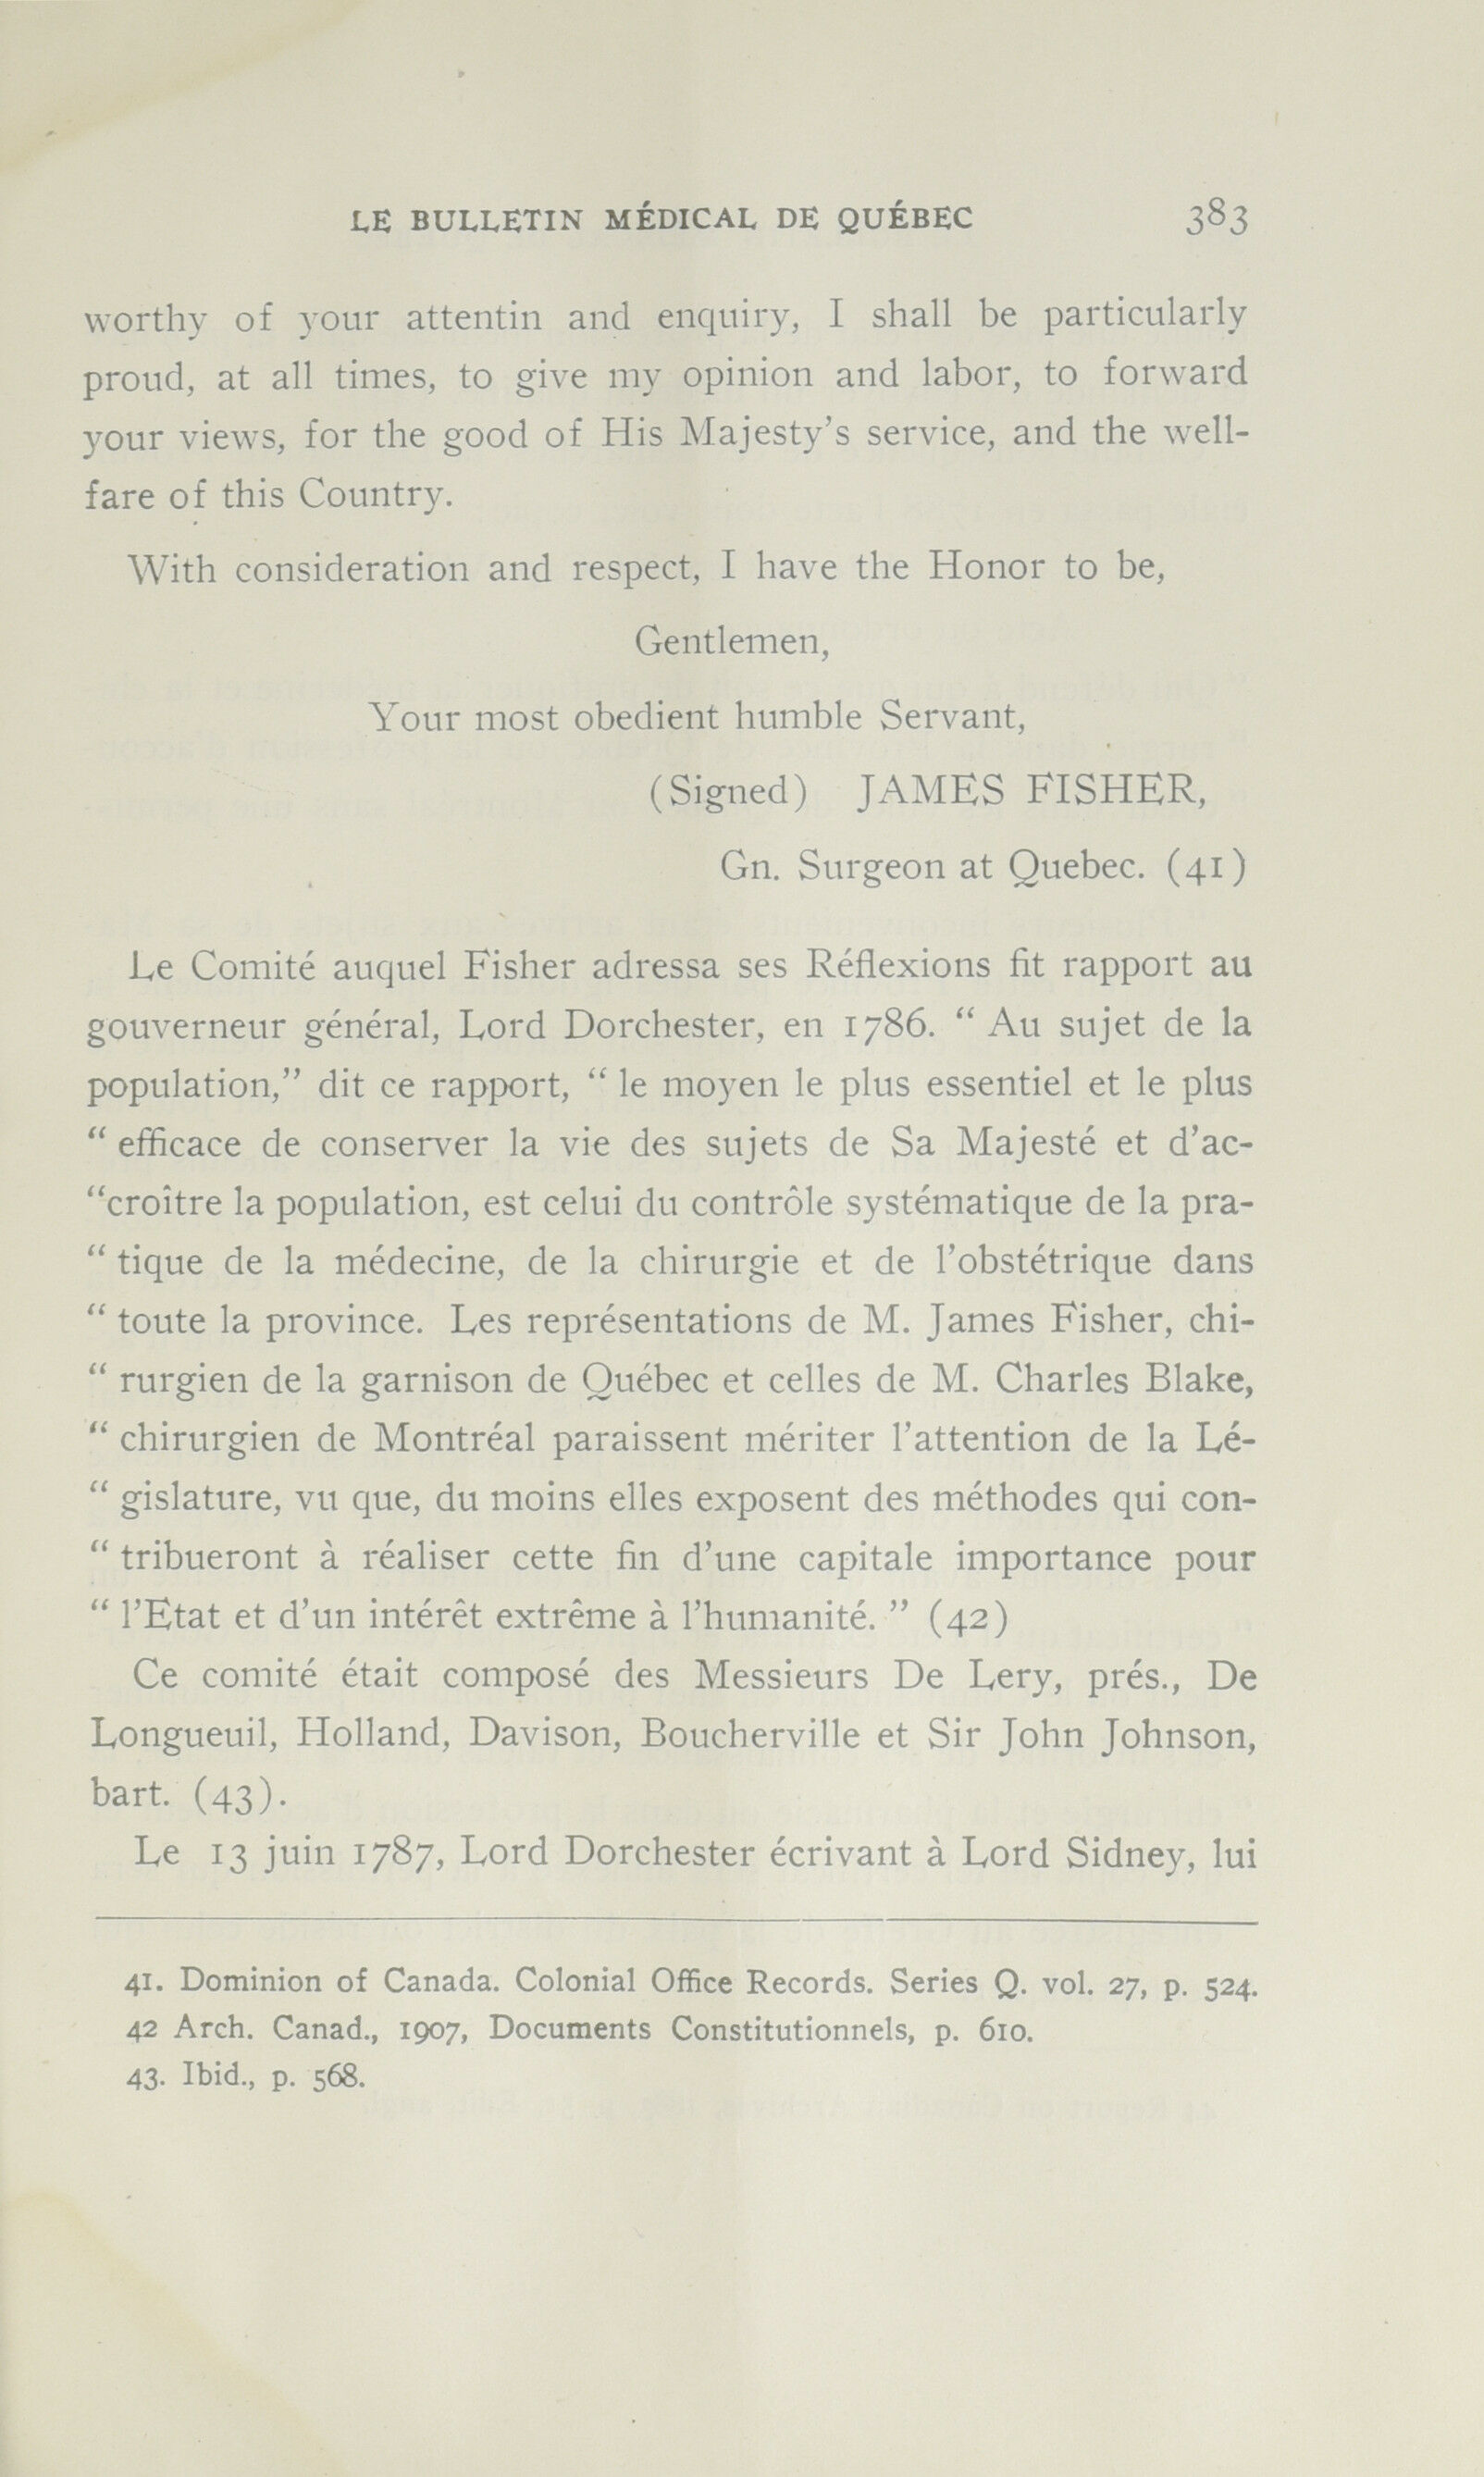 LE BULLETIN MÉDICAL DE QUÉBEC 383
worthy of your attentin and enquiry, I shall be particularly
proud, at all times, to give my opinion and labor, to forward
your views, for the good of His Majesty's service, and the well-
fare of this Country.
With consideration and respect, I have the Honor to be,
Gentlemen,
Your most obedient humble Servant,
(Signed) JAMES FISHER,
Gn. Surgeon at Quebec. (41)
Le Comité auquel Fisher adressa ses Réflexions fit rapport au
gouverneur général, Lord Dorchester, en 1786. “ Au sujet de la
population,” dit ce rapport, “ le moyen le plus essentiel et le plus
“ efficace de conserver la vie des sujets de Sa Majesté et d'ac-
“croître la population, est celui du contrôle systématique de la pra-
“ tique de la médecine, de la chirurgie et de l'obstétrique dans
“ toute la province. Les représentations de M. James Fisher, chi-
“ rurgien de la garnison de Québec et celles de M. Charles Blake,
“ chirurgien de Montréal paraissent mériter l'attention de la Lé-
“ gislature, vu que, du moins elles exposent des méthodes qui con-
“ tribueront à réaliser cette fin d'une capitale importance pour
“ l'Etat et d'un intérêt extrême à l'humanité. ” (42)
Ce comité était composé des Messieurs De Lery, prés., De
Longueuil, Holland, Davison, Boucherville et Sir John Johnson,
bart. (43).
Le 13 juin 1787, Lord Dorchester écrivant à Lord Sidney, lui
41. Dominion of Canada. Colonial Office Records. Series Q. vol. 27, p. 524.
42 Arch. Canad., 1907, Documents Constitutionnels, p. 610.
43. Ibid., p. 568.